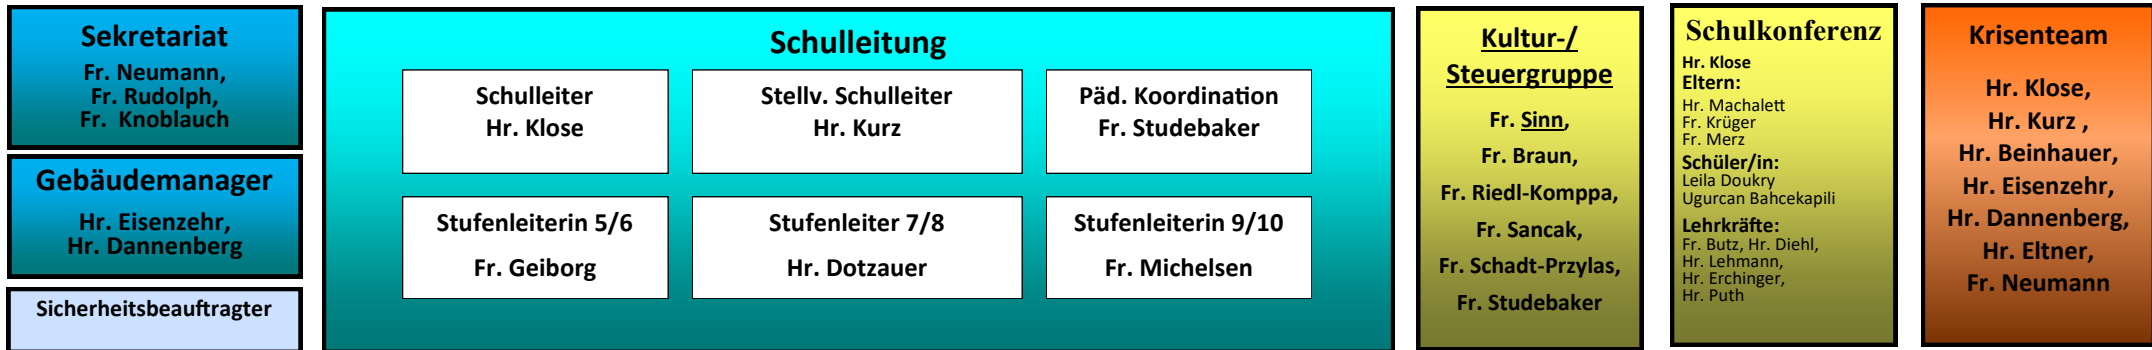 Sekretariat
Fr. Neumann,
Fr. Rudolph,
Fr. Knoblauch
Gebäudemanager
Hr. Eisenzehr,
Hr. Dannenberg
Sicherheitsbeauftragter
Schulleitung
Schulleiter
Hr. Klose
Stellv. Schulleiter
Hr. Kurz
Päd. Koordination
Fr. Studebaker
Stufenleiterin 5/6
Fr. Geiborg
Stufenleiter 7/8
Hr. Dotzauer
Stufenleiterin 9/10
Fr. Michelsen
Kultur-/
Steuergruppe
Fr. Sinn,
Fr. Braun,
Fr. Riedl-Komppa,
Fr. Sancak,
Fr. Schadt-Przylas,
Fr. Studebaker
Schulkonferenz
Hr. Klose
Eltern:
Hr. Machalett
Fr. Krüger
Fr. Merz
Schüler/in:
Leila Doukry
Ugurcan Bahcekapili
Lehrkräfte:
Fr. Butz, Hr. Diehl,
Hr. Lehmann,
Hr. Erchinger,
Hr. Puth
Krisenteam
Hr. Klose,
Hr. Kurz ,
Hr. Beinhauer,
Hr. Eisenzehr,
Hr. Dannenberg,
Hr. Eltner,
Fr. Neumann